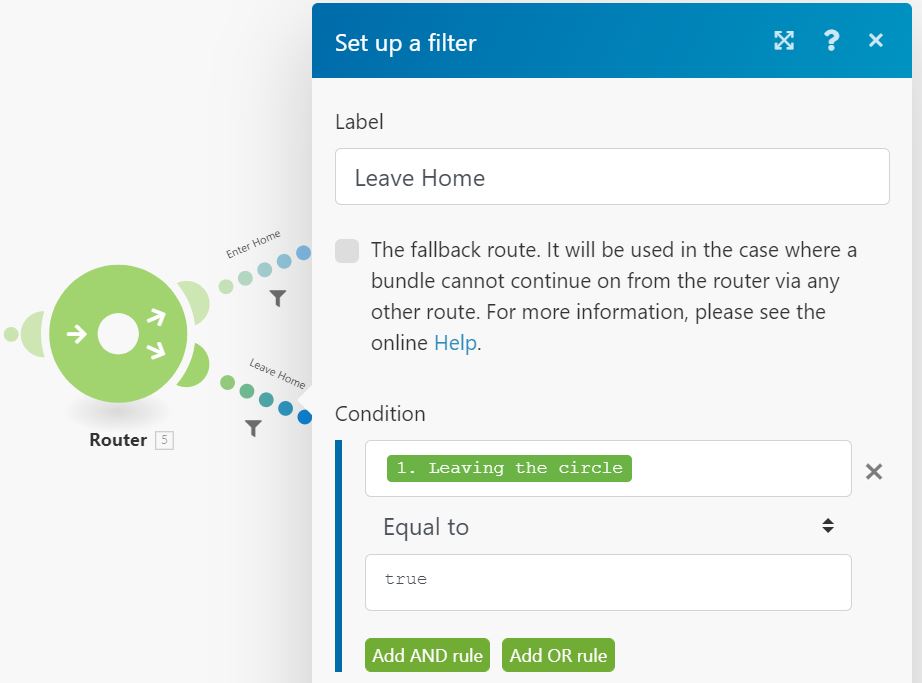 Set up a filter
?
Label
Leave Home
The fallback route. It will be used in the case where a
bundle cannot continue on from the router via any
other route. For more information, please see the
online Help.
Condition
1. Leaving the circle
Equal to
true
Add AND rule Add OR rule
Enter Home
Leave Home
Router 5